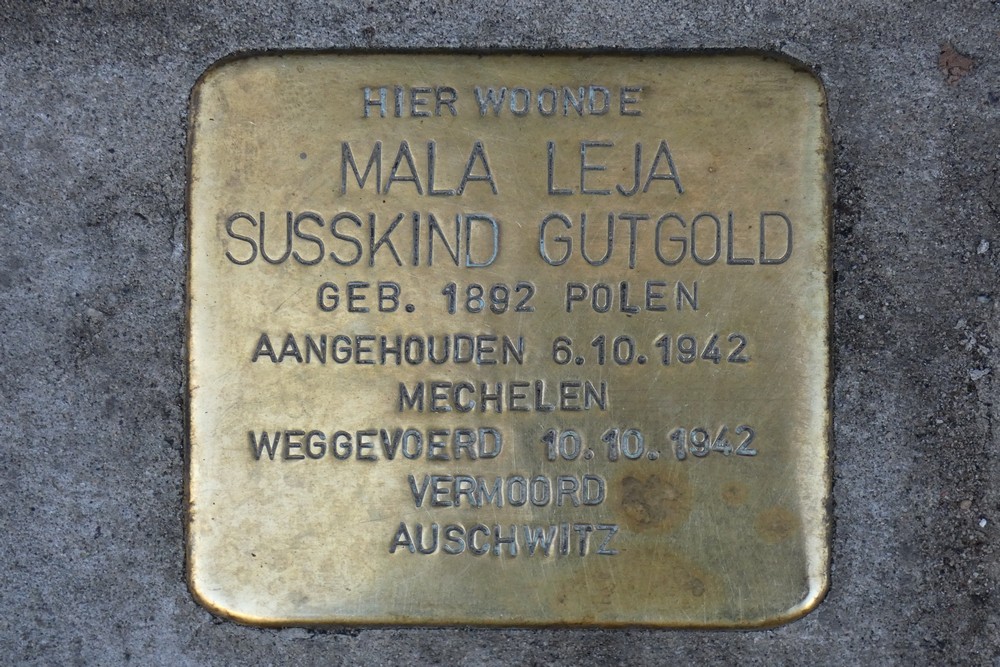 HIER WOONDE
MALA LEJA
SUSSKIND GUTGOLD
GEB. 1892 POLEN
AANGEHOUDEN 6.10.1942
MECHELEN
WEGGEVOERD 10.10.1942
VERMOORD
AUSCHWITZ